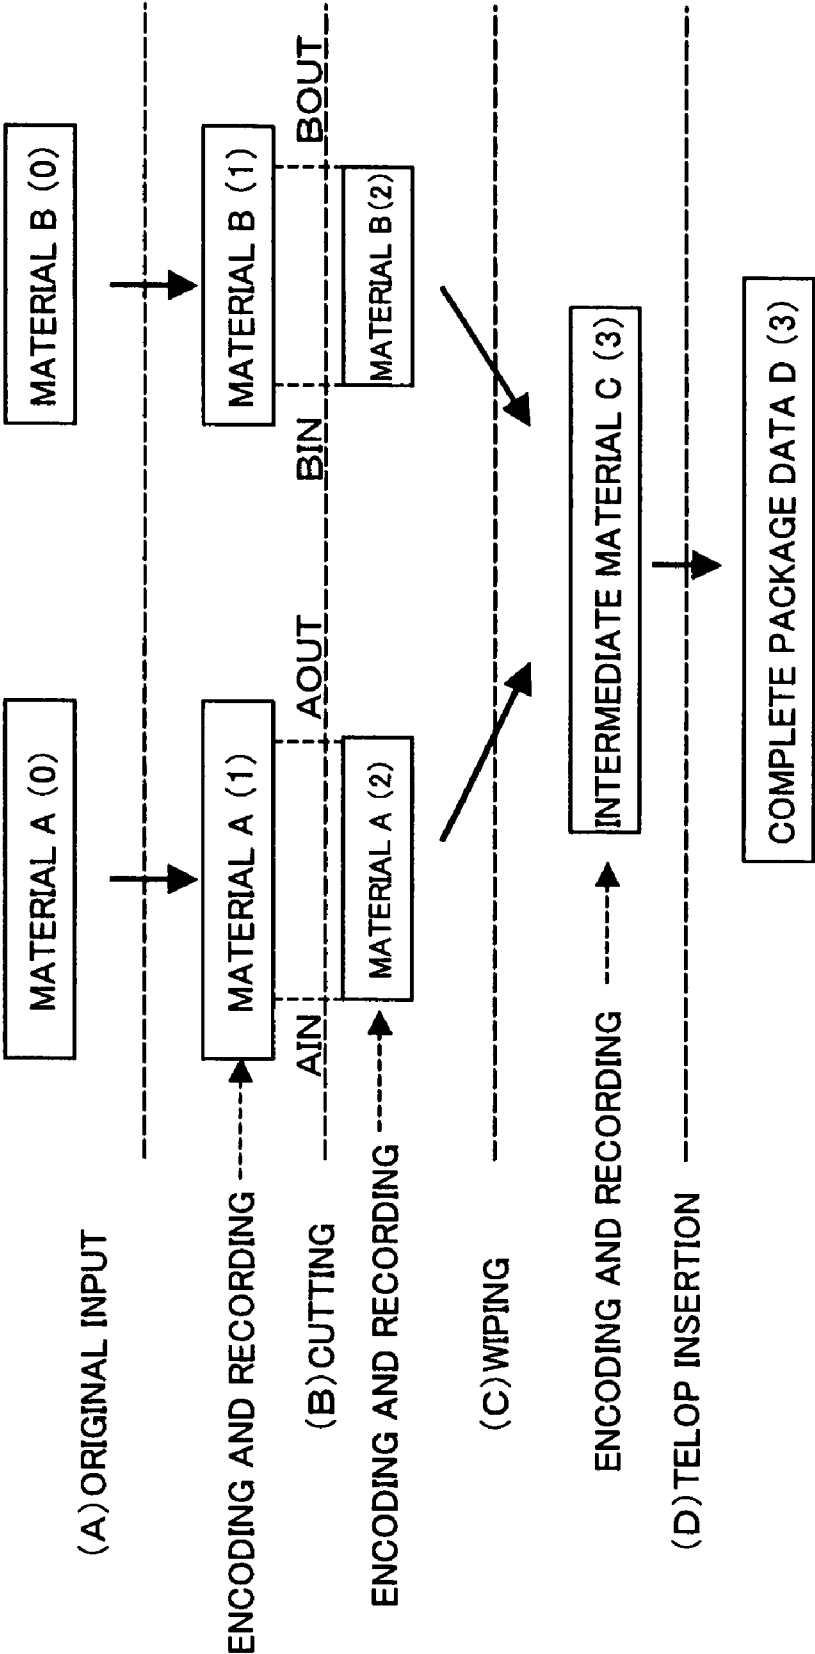 MATERIAL A (0)
MATERIAL B (0)
(A)ORIGINAL INPUT
ENCODING AND RECORDING
MATERIAL A (1)
MATERIAL B (1)
(B)CUTTING
AIN
AOUT
BIN
BOUT
ENCODING AND RECORDING
MATERIAL A (2)
MATERIAL B(2)
(C)WIPING
ENCODING AND RECORDING
INTERMEDIATE MATERIAL C (3)
(D)TELOP INSERTION
COMPLETE PACKAGE DATA D (3)